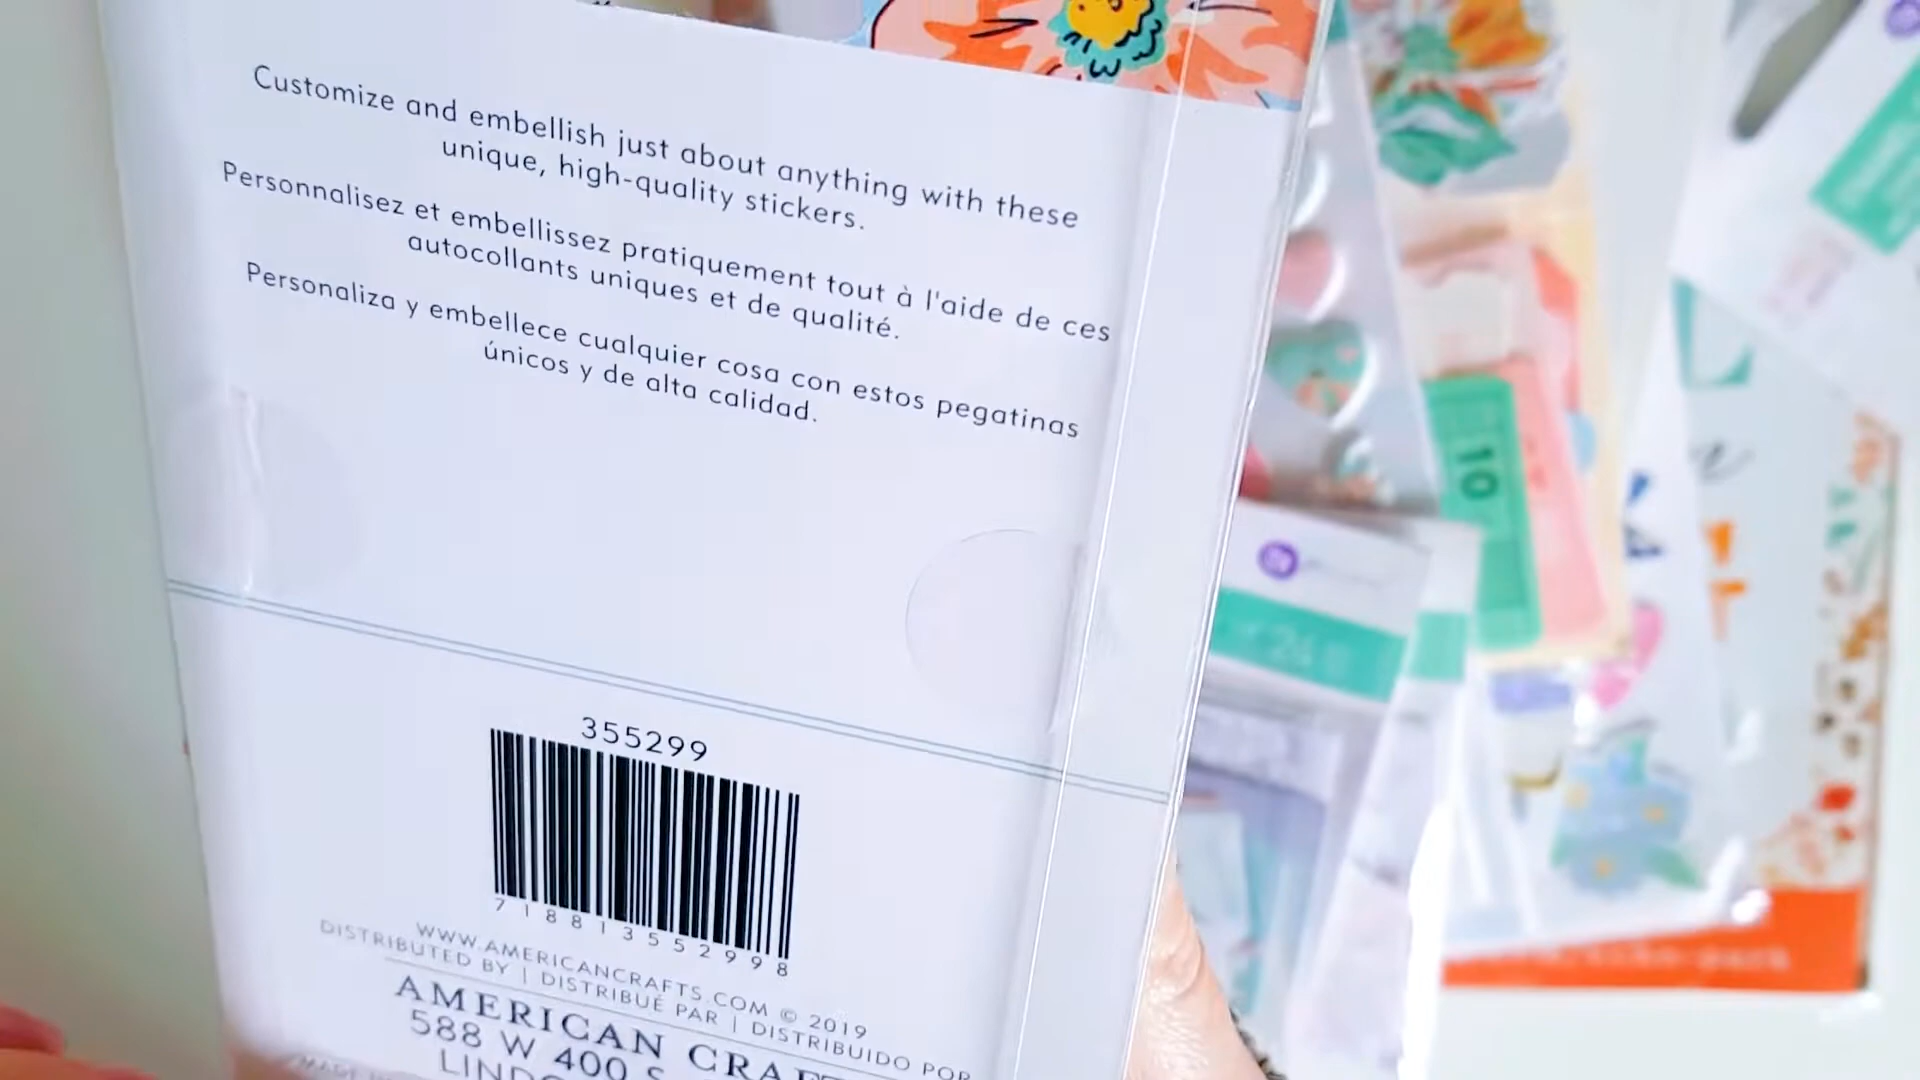 Customize and embellish just about anything with these
unique, high-quality stickers.
Personnalisez et embellissez pratiquement tout à l'aide de ces
autocollants uniques et de qualité.
Personaliza y embellece cualquier cosa con estos pegatinas
únicos y de alta calidad.
355299
7 18813 55299 8
WWW.AMERICANCRAFTS.COM © 2019
DISTRIBUTED BY | DISTRIBUÉ PAR | DISTRIBUIDO POR
AMERICAN
588 W 400 S
10
24